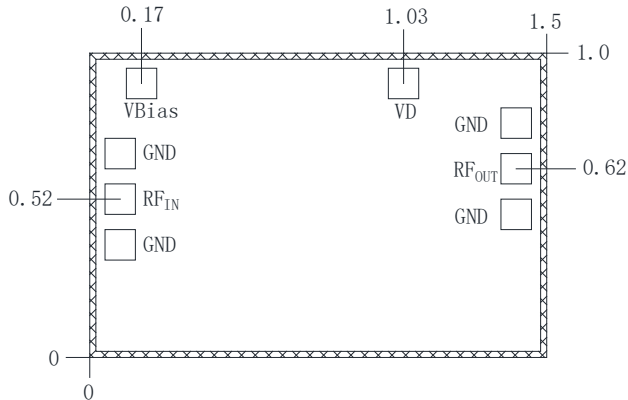 0.17
1.03
1.5
1.0
VBias
VD
GND
GND
RF_OUT
0.62
0.52
RF_IN
GND
GND
0
0